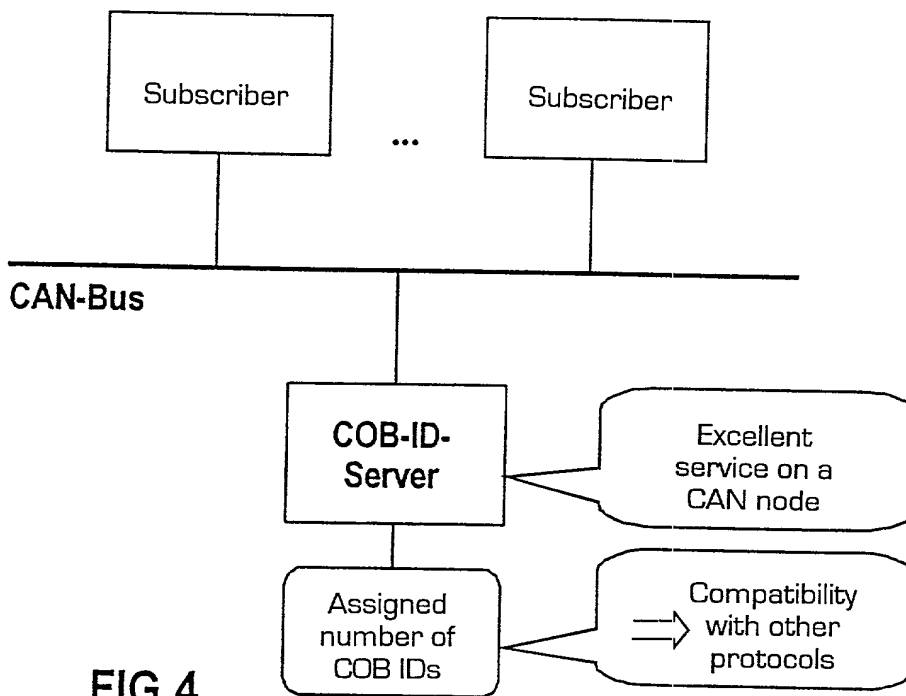 Subscriber
...
Subscriber
CAN-Bus
COB-ID-
Server
Excellent
service on a
CAN node
Assigned
number of
COB IDs
Compatibility
with other
protocols
FIG 4